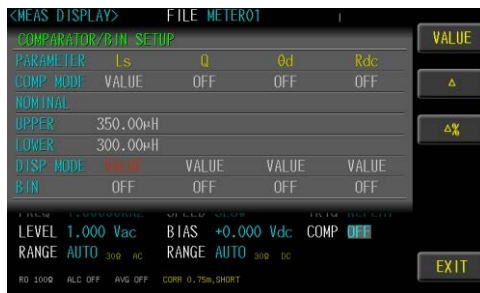 <MEAS DISPLAY> FILE METER01
COMPARATOR/BIN SETUP VALUE
PARAMETER Ls Q θd Rdc
COMP MODE VALUE OFF OFF OFF Δ
NOMINAL
UPPER 350.00μH Δ%
LOWER 300.00μH
DISP MODE VALUE VALUE VALUE VALUE
BIN OFF OFF OFF OFF
LEVEL 1.000 Vac BIAS +0.000 Vdc COMP OFF
RANGE AUTO 30Ω AC RANGE AUTO 30Ω DC EXIT
RO 100Ω ALC OFF AVG OFF CORR 0.75m,SHORT